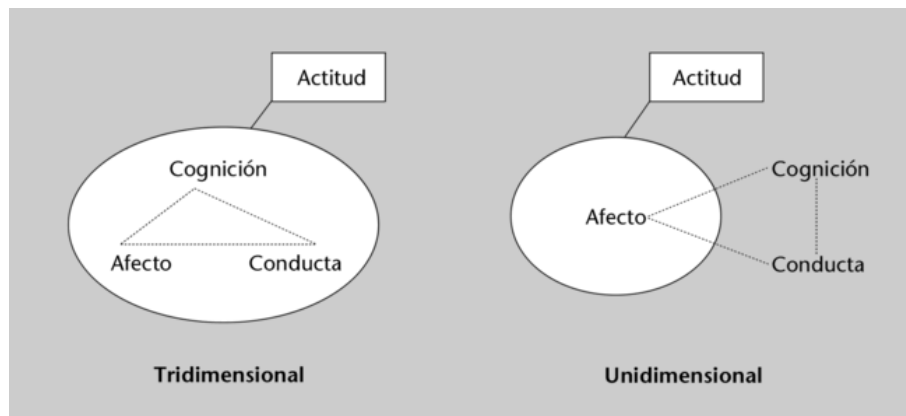 Actitud
Cognición
Afecto
Conducta
Tridimensional
Actitud
Afecto
Cognición
Conducta
Unidimensional